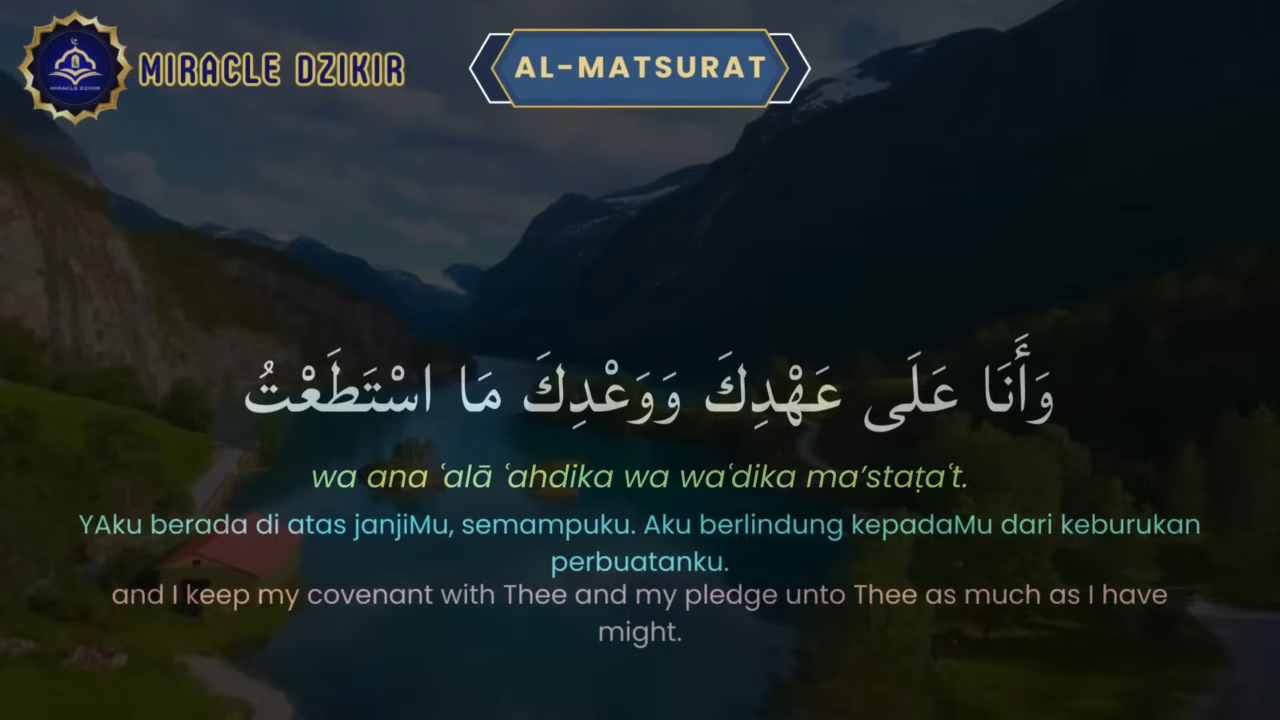 MIRACLE DZIKIR
MIRACLE DZIKIR
AL-MATSURAT
وَأَنَا عَلَى عَهْدِكَ وَوَعْدِكَ مَا اسْتَطَعْتُ
wa ana ʿalā ʿahdika wa waʿdika ma’staṭaʿt.
YAku berada di atas janjiMu, semampuku. Aku berlindung kepadaMu dari keburukan
perbuatanku.
and I keep my covenant with Thee and my pledge unto Thee as much as I have
might.